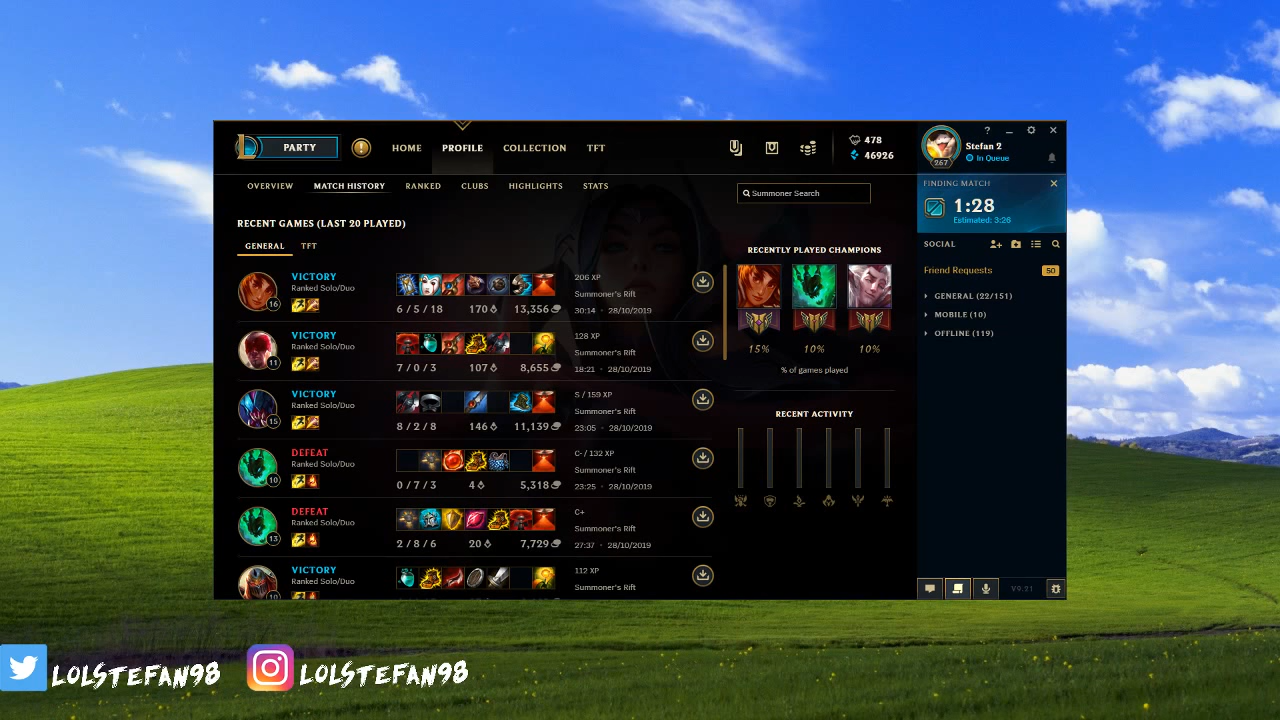 PARTY
HOME
PROFILE
COLLECTION
TFT
478
46926
267
Stefan 2
In Queue
OVERVIEW
MATCH HISTORY
RANKED
CLUBS
HIGHLIGHTS
STATS
Summoner Search
FINDING MATCH
1:28
Estimated: 3:26
SOCIAL
Friend Requests
50
GENERAL (22/151)
MOBILE (10)
OFFLINE (119)
RECENT GAMES (LAST 20 PLAYED)
GENERAL
TFT
16
VICTORY
Ranked Solo/Duo
6 / 5 / 18
170
13,356
206 XP
Summoner's Rift
30:14 · 28/10/2019
11
VICTORY
Ranked Solo/Duo
7 / 0 / 3
107
8,655
128 XP
Summoner's Rift
18:21 · 28/10/2019
15
VICTORY
Ranked Solo/Duo
8 / 2 / 8
146
11,139
S / 159 XP
Summoner's Rift
23:05 · 28/10/2019
10
DEFEAT
Ranked Solo/Duo
0 / 7 / 3
4
5,318
C- / 132 XP
Summoner's Rift
23:25 · 28/10/2019
13
DEFEAT
Ranked Solo/Duo
2 / 8 / 6
20
7,729
C+
Summoner's Rift
27:37 · 28/10/2019
10
VICTORY
Ranked Solo/Duo
112 XP
Summoner's Rift
RECENTLY PLAYED CHAMPIONS
15%
10%
10%
% of games played
RECENT ACTIVITY
V9.21
LOLSTEFAN98
LOLSTEFAN98